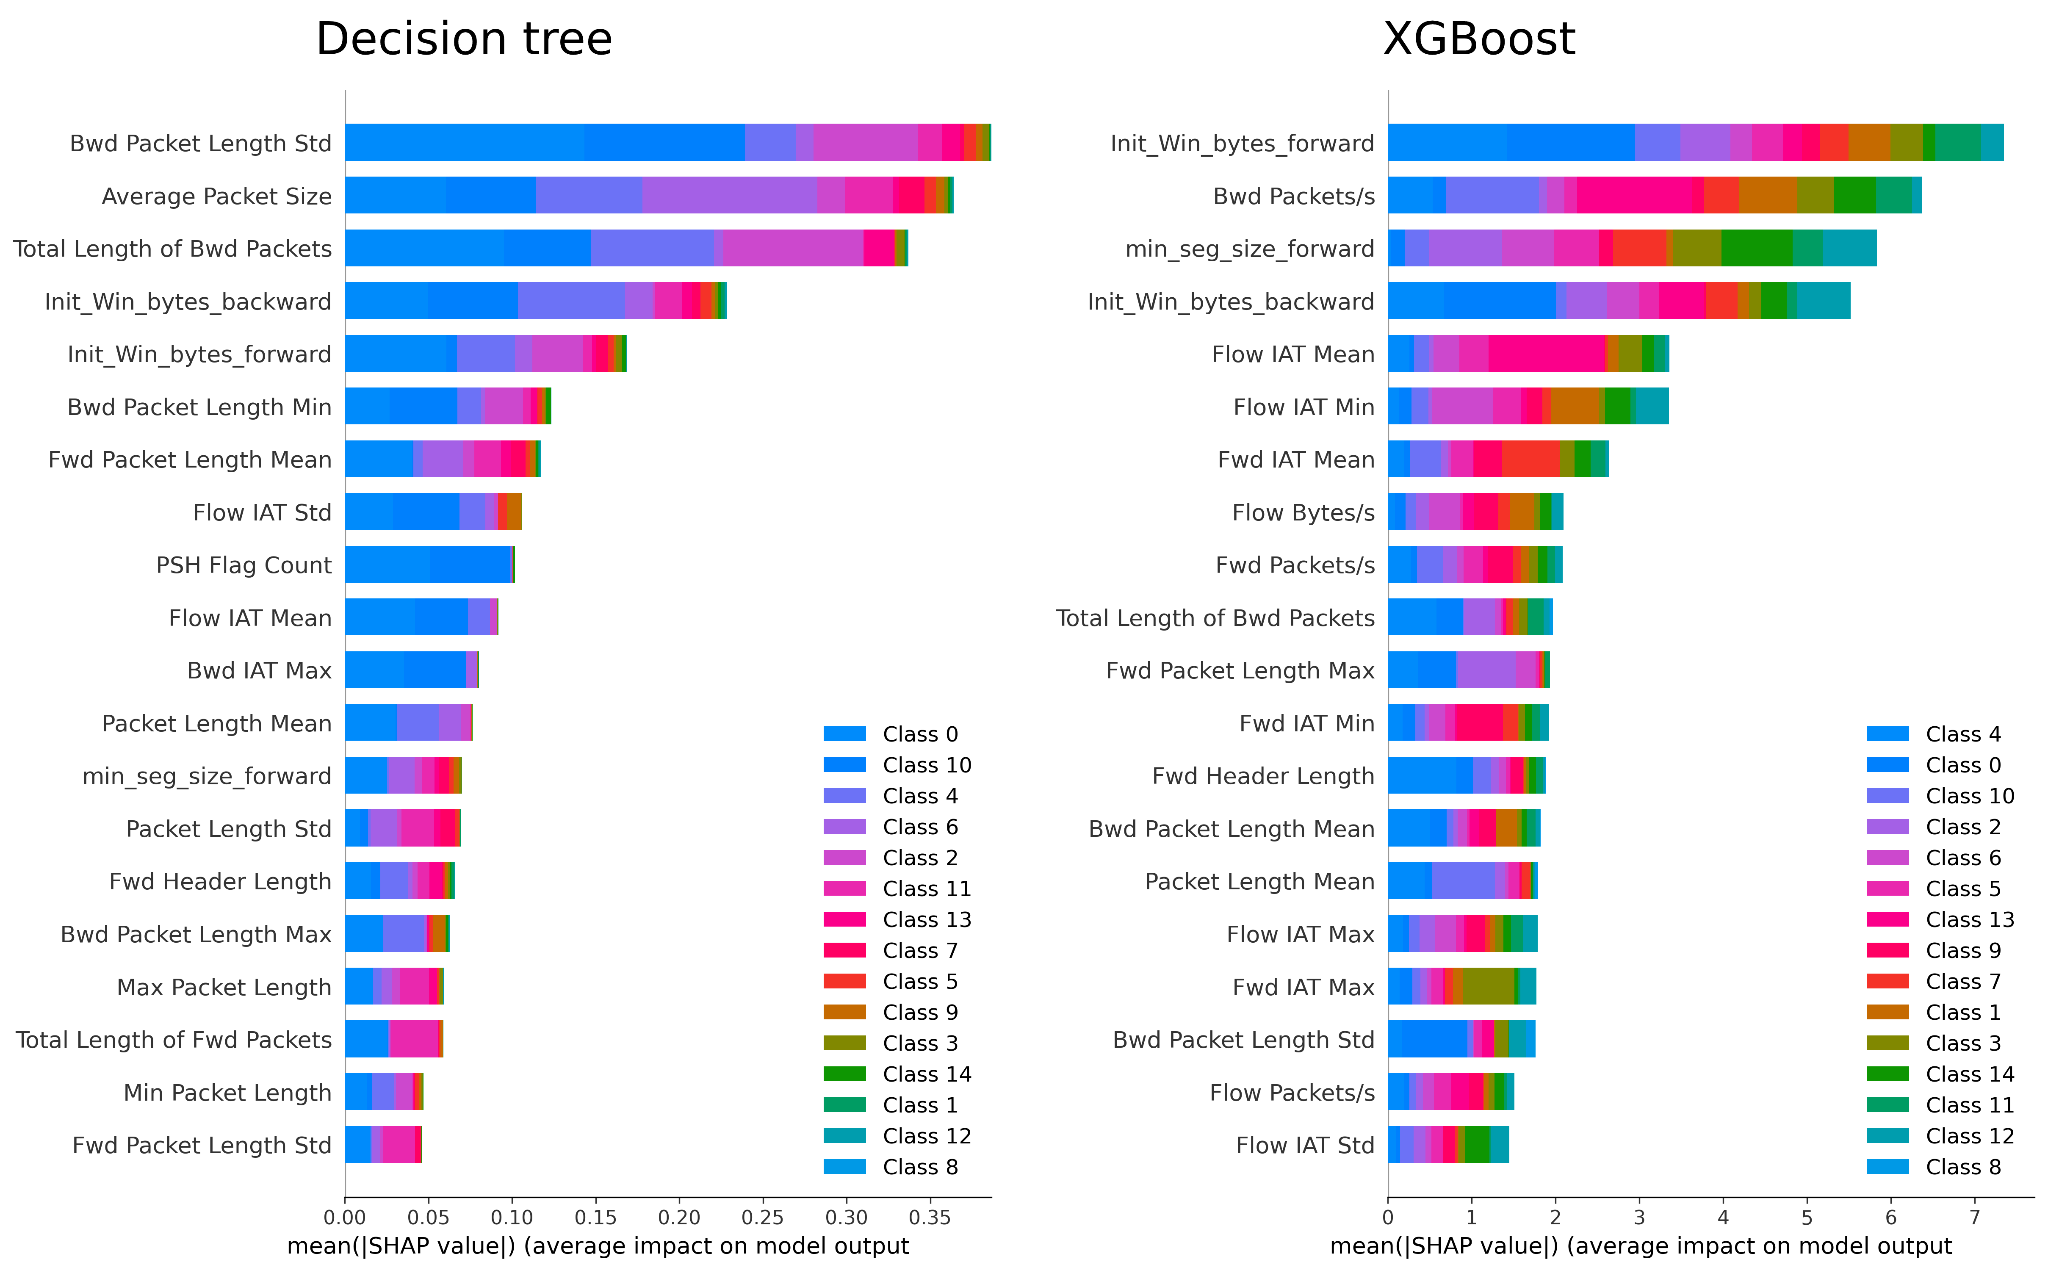 Decision tree
Bwd Packet Length Std
Average Packet Size
Total Length of Bwd Packets
Init_Win_bytes_backward
Init_Win_bytes_forward
Bwd Packet Length Min
Fwd Packet Length Mean
Flow IAT Std
PSH Flag Count
Flow IAT Mean
Bwd IAT Max
Packet Length Mean
min_seg_size_forward
Packet Length Std
Fwd Header Length
Bwd Packet Length Max
Max Packet Length
Total Length of Fwd Packets
Min Packet Length
Fwd Packet Length Std
Class 0
Class 10
Class 4
Class 6
Class 2
Class 11
Class 13
Class 7
Class 5
Class 9
Class 3
Class 14
Class 1
Class 12
Class 8
0.00 0.05 0.10 0.15 0.20 0.25 0.30 0.35
mean(|SHAP value|) (average impact on model output
XGBoost
Init_Win_bytes_forward
Bwd Packets/s
min_seg_size_forward
Init_Win_bytes_backward
Flow IAT Mean
Flow IAT Min
Fwd IAT Mean
Flow Bytes/s
Fwd Packets/s
Total Length of Bwd Packets
Fwd Packet Length Max
Fwd IAT Min
Fwd Header Length
Bwd Packet Length Mean
Packet Length Mean
Flow IAT Max
Fwd IAT Max
Bwd Packet Length Std
Flow Packets/s
Flow IAT Std
Class 4
Class 0
Class 10
Class 2
Class 6
Class 5
Class 13
Class 9
Class 7
Class 1
Class 3
Class 14
Class 11
Class 12
Class 8
0 1 2 3 4 5 6 7
mean(|SHAP value|) (average impact on model output